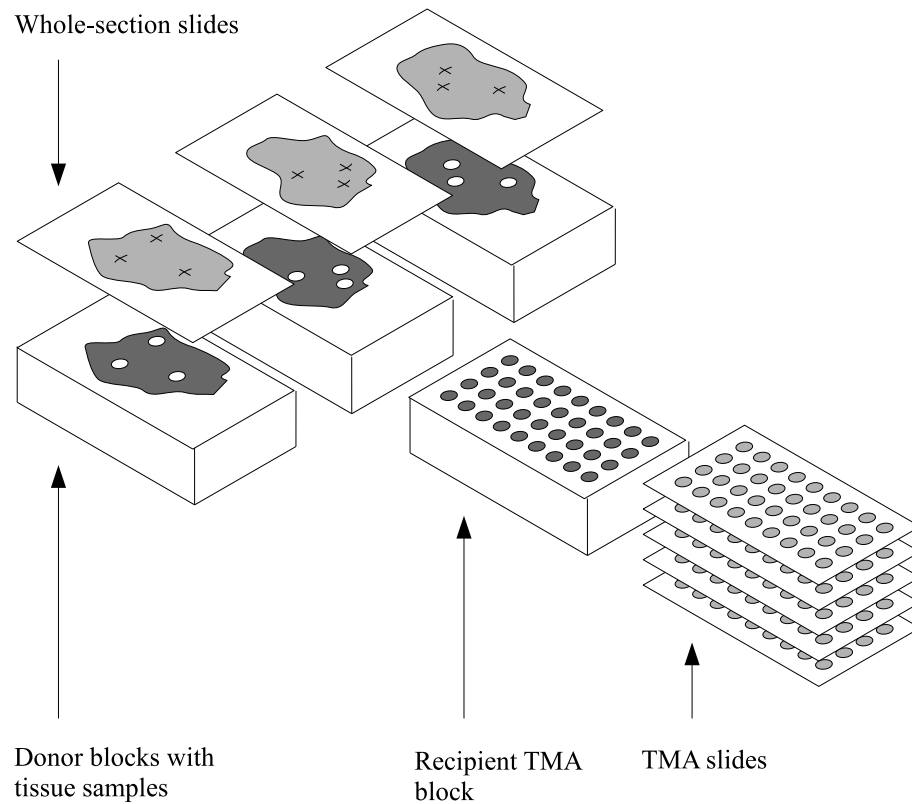 Whole-section slides
Donor blocks with
tissue samples
Recipient TMA
block
TMA slides